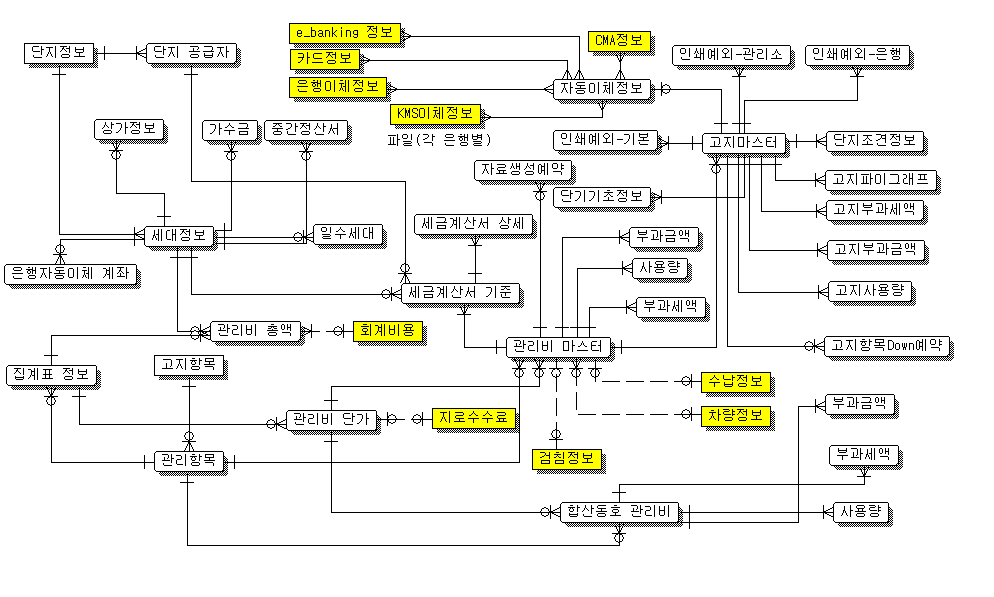 e_banking 정보
CMA정보
단지정보
단지 공급자
카드정보
인쇄예외-관리소
인쇄예외-은행
은행이체정보
자동이체정보
KMS이체정보
파일(각 은행별)
상가정보
가수금
중간정산서
인쇄예외-기본
고지마스터
단지조건정보
자료생성예약
고지파이그래프
단기기초정보
고지부과세액
세금계산서 상세
세대정보
일수세대
부과금액
고지부과금액
은행자동이체 계좌
사용량
세금계산서 기준
고지사용량
부과세액
관리비 총액
회계비용
관리비 마스터
고지항목Down예약
고지항목
집계표 정보
수납정보
부과금액
관리비 단가
지로수수료
차량정보
관리항목
검침정보
부과세액
합산동호 관리비
사용량